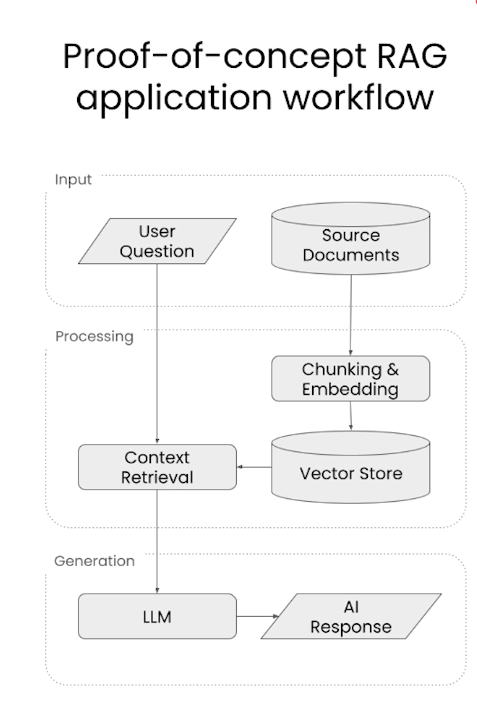 Proof-of-concept RAG
application workflow
Input
User
Question
Source
Documents
Processing
Chunking &
Embedding
Context
Retrieval
Vector Store
Generation
LLM
AI
Response